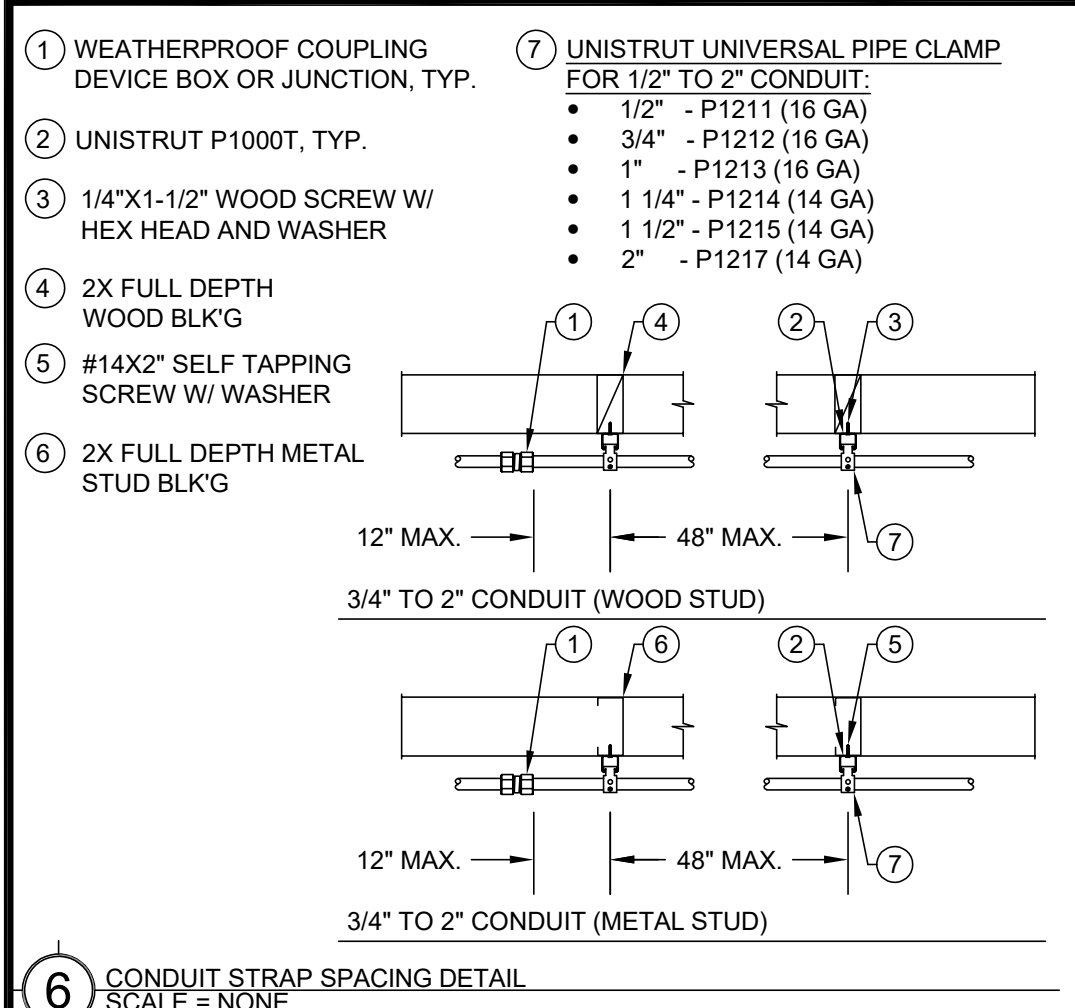 1 WEATHERPROOF COUPLING
DEVICE BOX OR JUNCTION, TYP.
2 UNISTRUT P1000T, TYP.
3 1/4"X1-1/2" WOOD SCREW W/
HEX HEAD AND WASHER
4 2X FULL DEPTH
WOOD BLK'G
5 #14X2" SELF TAPPING
SCREW W/ WASHER
6 2X FULL DEPTH METAL
STUD BLK'G
7 UNISTRUT UNIVERSAL PIPE CLAMP
FOR 1/2" TO 2" CONDUIT:
• 1/2" - P1211 (16 GA)
• 3/4" - P1212 (16 GA)
• 1" - P1213 (16 GA)
• 1 1/4" - P1214 (14 GA)
• 1 1/2" - P1215 (14 GA)
• 2" - P1217 (14 GA)
1 4 2 3
12" MAX. 48" MAX. 7
3/4" TO 2" CONDUIT (WOOD STUD)
1 6 2 5
12" MAX. 48" MAX. 7
3/4" TO 2" CONDUIT (METAL STUD)
6 CONDUIT STRAP SPACING DETAIL
SCALE = NONE